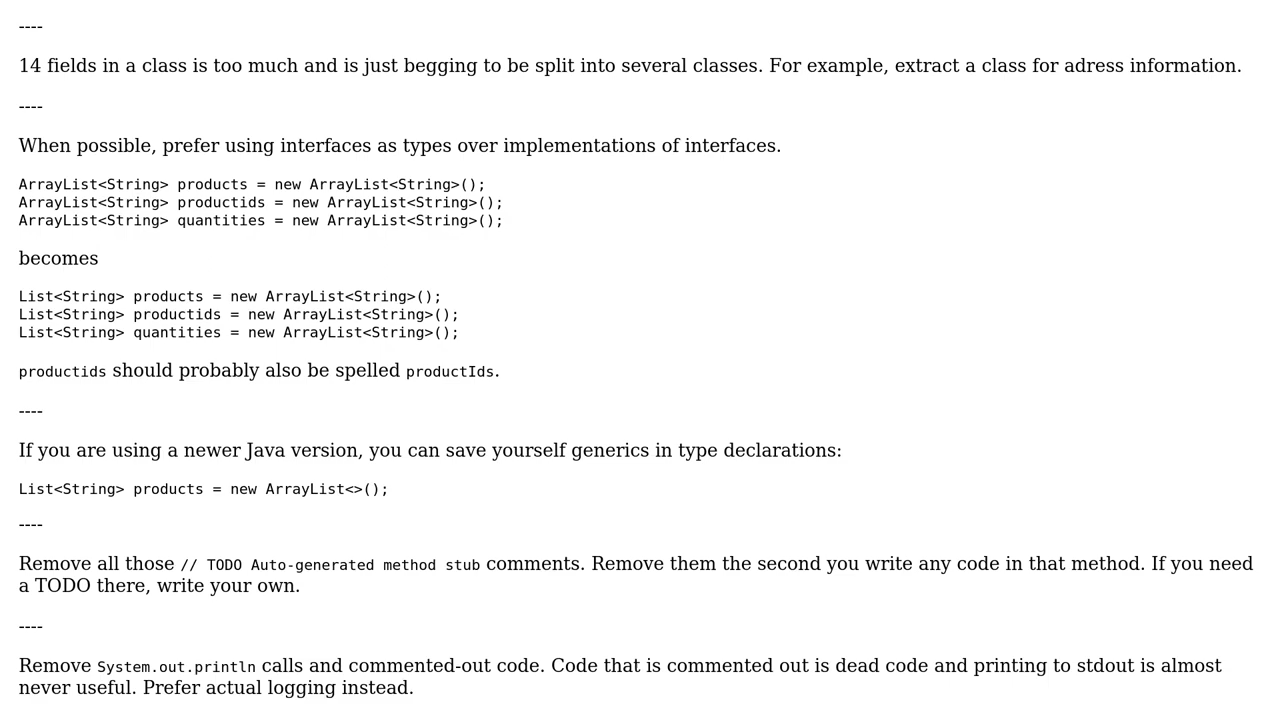 ----
14 fields in a class is too much and is just begging to be split into several classes. For example, extract a class for adress information.
----
When possible, prefer using interfaces as types over implementations of interfaces.
ArrayList<String> products = new ArrayList<String>();
ArrayList<String> productids = new ArrayList<String>();
ArrayList<String> quantities = new ArrayList<String>();
becomes
List<String> products = new ArrayList<String>();
List<String> productids = new ArrayList<String>();
List<String> quantities = new ArrayList<String>();
productids should probably also be spelled productIds.
----
If you are using a newer Java version, you can save yourself generics in type declarations:
List<String> products = new ArrayList<>();
----
Remove all those // TODO Auto-generated method stub comments. Remove them the second you write any code in that method. If you need
a TODO there, write your own.
----
Remove System.out.println calls and commented-out code. Code that is commented out is dead code and printing to stdout is almost
never useful. Prefer actual logging instead.